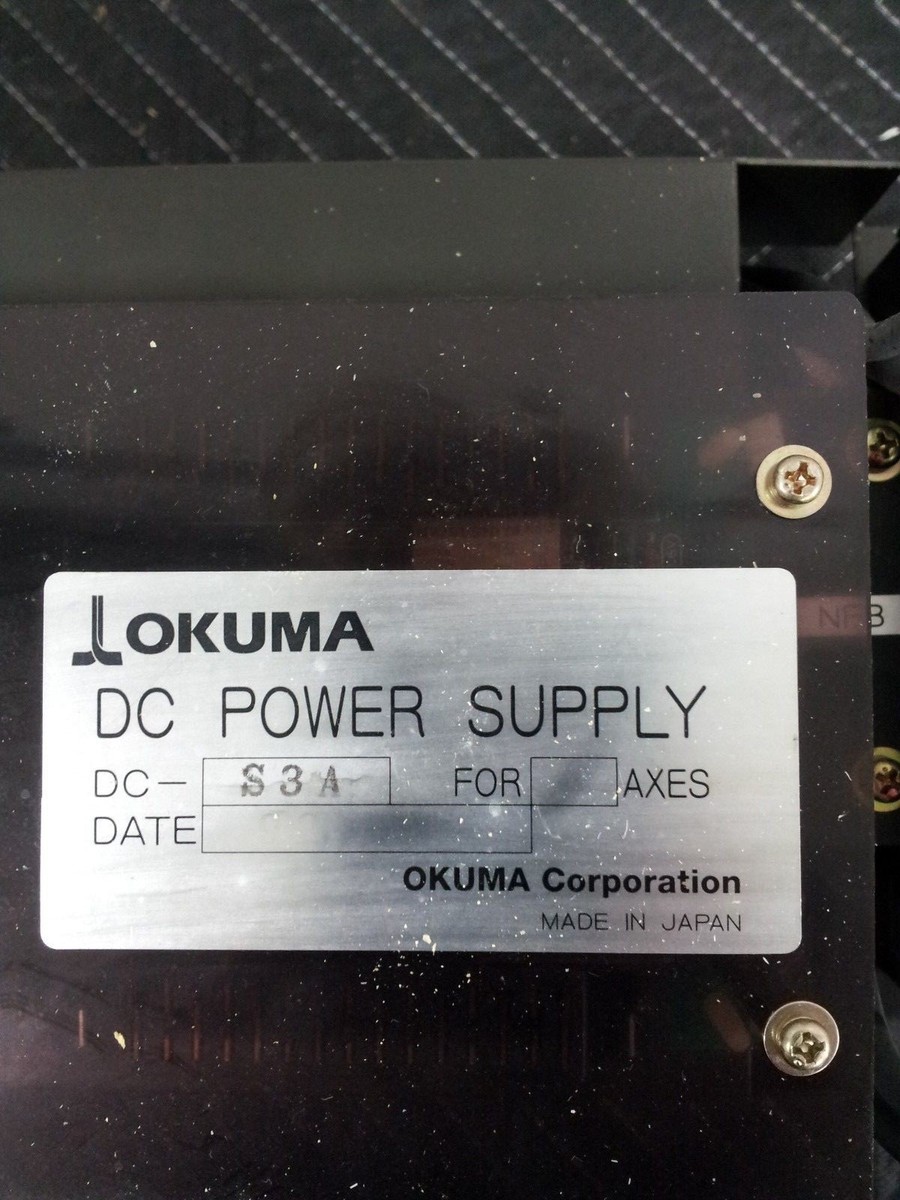 OKUMA
DC POWER SUPPLY
DC- S3A FOR AXES
DATE
OKUMA Corporation
MADE IN JAPAN
NFB